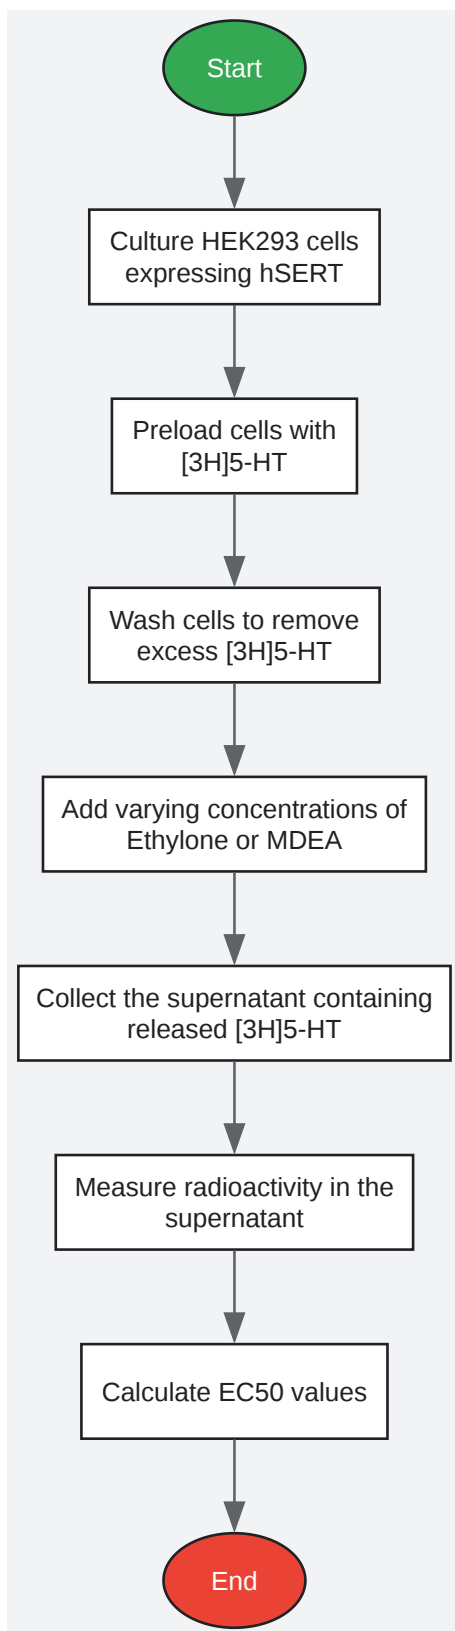 Start
Culture HEK293 cells
expressing hSERT
Preload cells with
[3H]5-HT
Wash cells to remove
excess [3H]5-HT
Add varying concentrations of
Ethylone or MDEA
Collect the supernatant containing
released [3H]5-HT
Measure radioactivity in the
supernatant
Calculate EC50 values
End